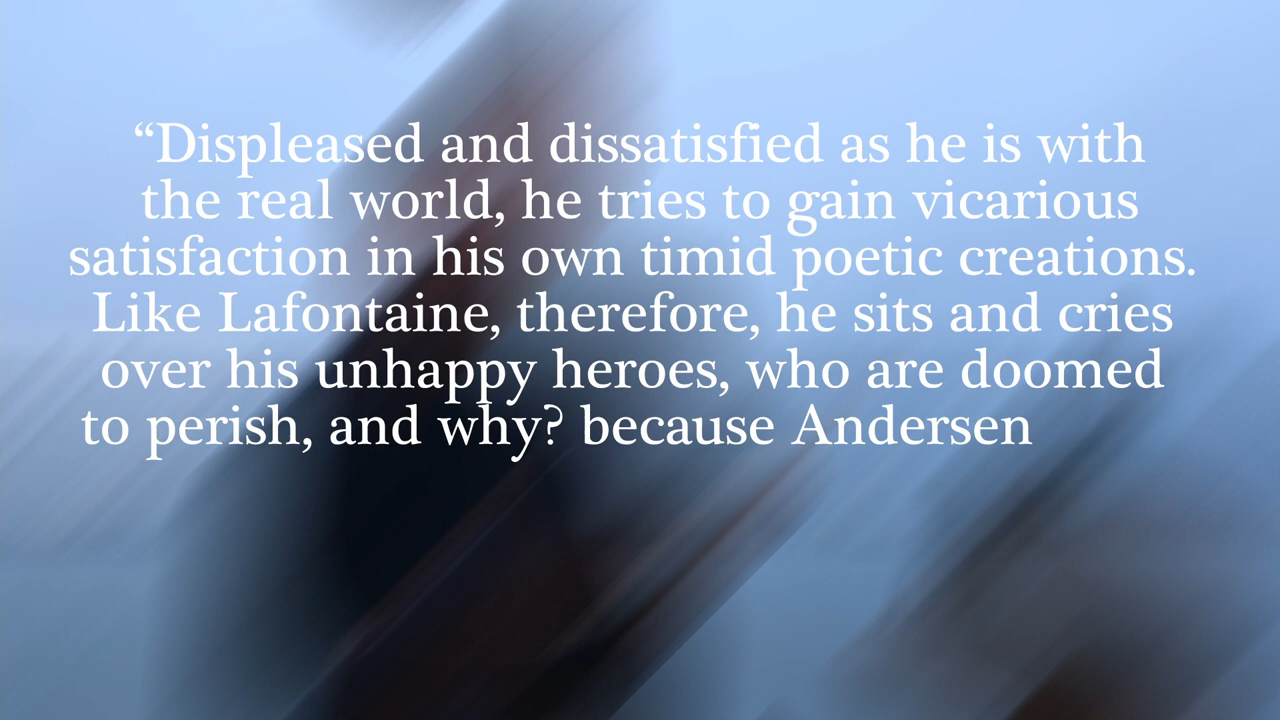 “Displeased and dissatisfied as he is with
the real world, he tries to gain vicarious
satisfaction in his own timid poetic creations.
Like Lafontaine, therefore, he sits and cries
over his unhappy heroes, who are doomed
to perish, and why? because Andersen